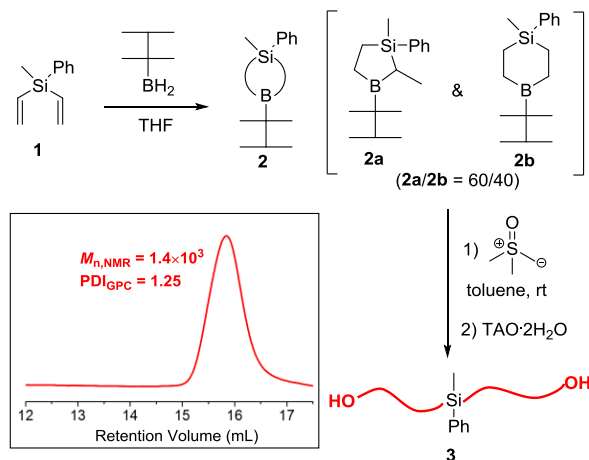 Ph
Si
1
BH2
THF
Ph
Si
B
2
Si
Ph
B
2a
&
Ph
Si
B
2b
(2a/2b = 60/40)
1)
O
S
⊕
⊖
toluene, rt
2) TAO·2H2O
HO
Si
Ph
OH
3
Mn,NMR = 1.4×10³
PDIGPC = 1.25
12 13 14 15 16 17
Retention Volume (mL)